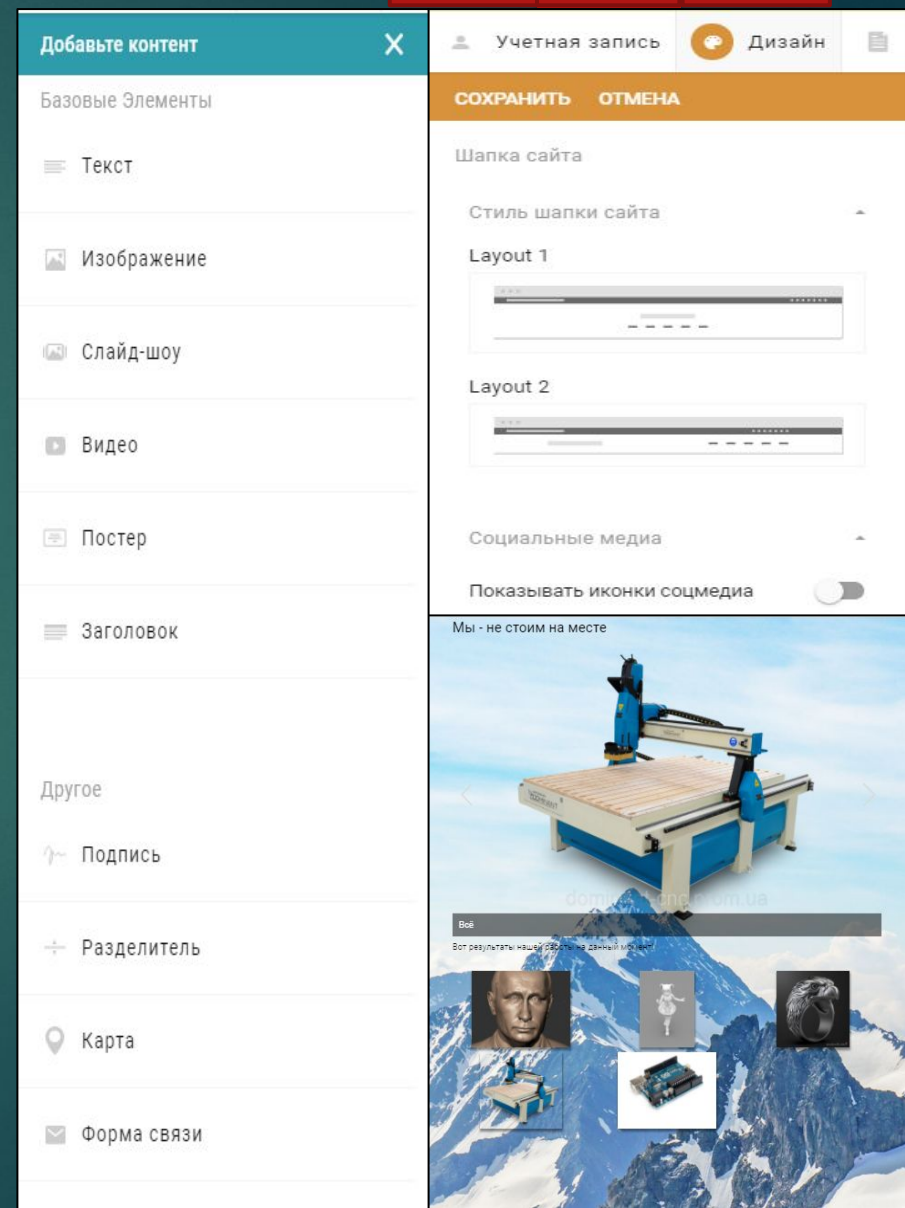 Добавьте контент
X
Базовые Элементы
Текст
Изображение
Слайд-шоу
Видео
Постер
Заголовок
Другое
Подпись
Разделитель
Карта
Форма связи
Учетная запись
Дизайн
СОХРАНИТЬ ОТМЕНА
Шапка сайта
Стиль шапки сайта
Layout 1
Layout 2
Социальные медиа
Показывать иконки соцмедиа
Мы - не стоим на месте
Всё
Вот результаты нашей работы на данный момент!